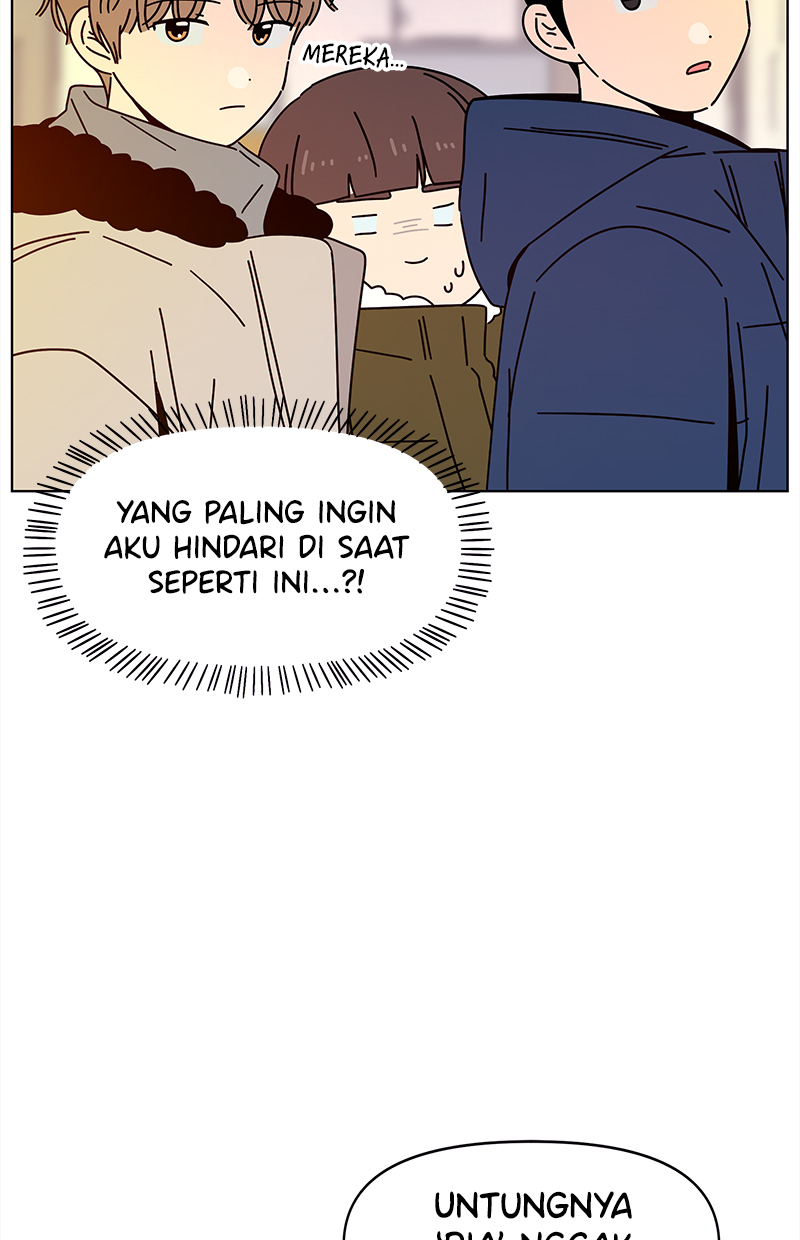 MEREKA...
YANG PALING INGIN
AKU HINDARI DI SAAT
SEPERTI INI...?!
UNTUNGNYA